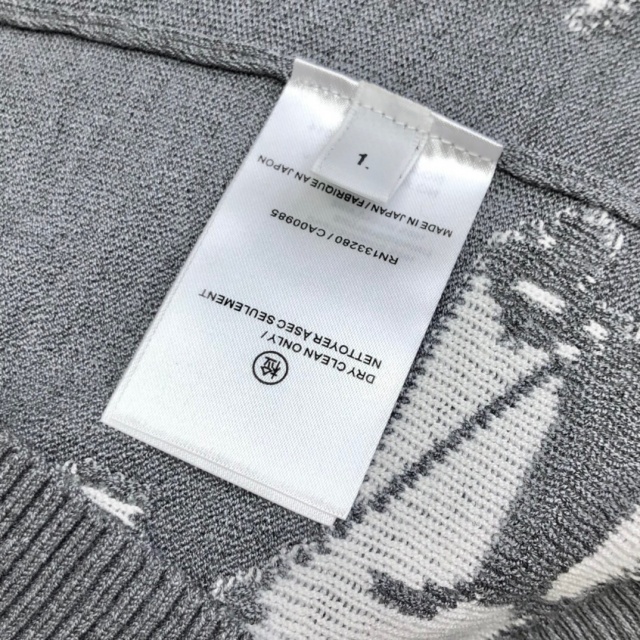 1.
MADE IN JAPAN / FABRIQUE AN JAPON
RN133280 / CA00985
DRY CLEAN ONLY /
NETTOYER ASEC SEULEMENT